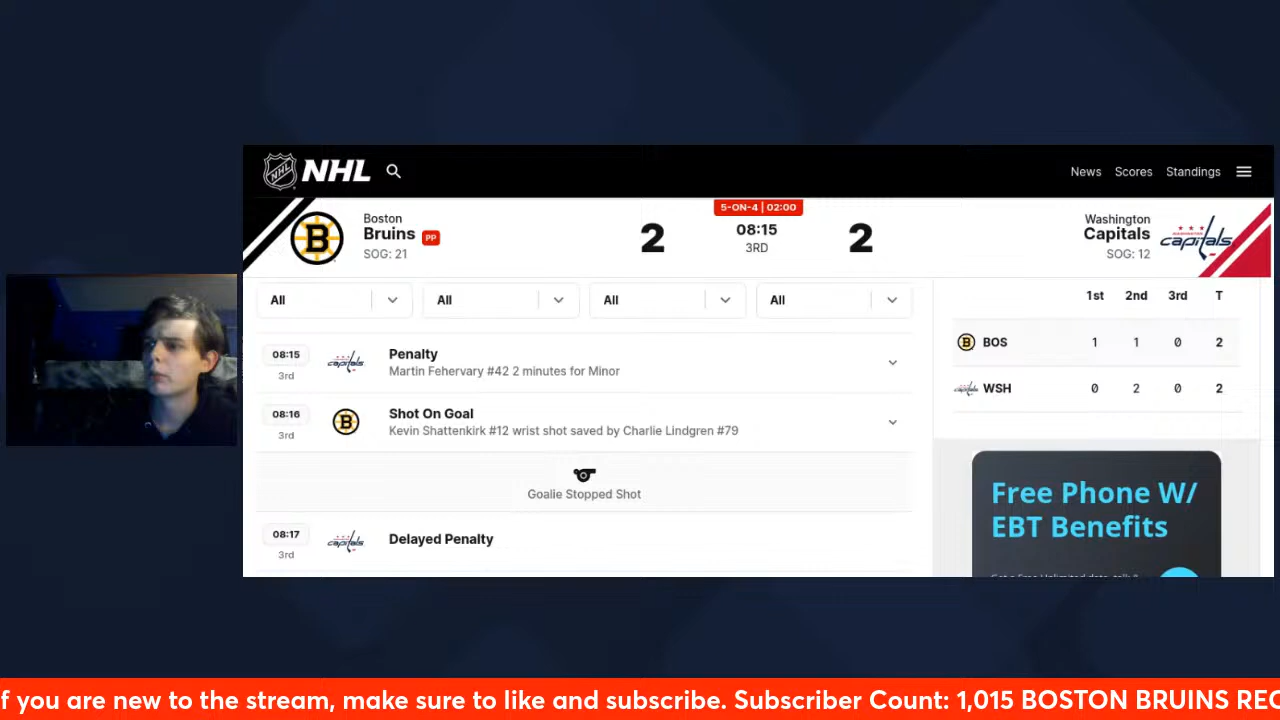 NHL
NHL
News Scores Standings
Boston
Bruins PP
SOG: 21
2
5-ON-4 | 02:00
08:15
3RD
2
Washington
Capitals
SOG: 12
capitals
B
All All All All
1st 2nd 3rd T
B BOS 1 1 0 2
capitals WSH 0 2 0 2
08:15
3rd
capitals
Penalty
Martin Fehervary #42 2 minutes for Minor
08:16
3rd
B
Shot On Goal
Kevin Shattenkirk #12 wrist shot saved by Charlie Lindgren #79
Goalie Stopped Shot
08:17
3rd
capitals
Delayed Penalty
Free Phone W/
EBT Benefits
f you are new to the stream, make sure to like and subscribe. Subscriber Count: 1,015 BOSTON BRUINS REC